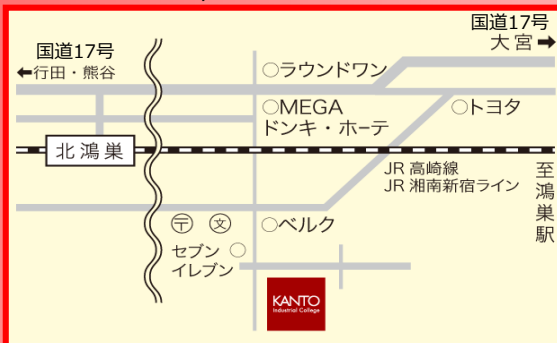 国道17号
大宮➡
国道17号
⬅行田・熊谷
○ラウンドワン
○MEGA
ドンキ・ホーテ
○トヨタ
北鴻巣
JR 高崎線
JR 湘南新宿ライン
至鴻巣駅
〒
文
○ベルク
セブン○
イレブン
KANTO
Industrial College